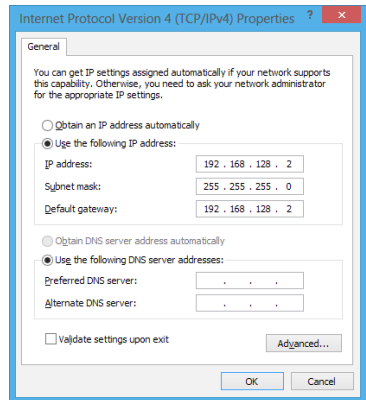 Internet Protocol Version 4 (TCP/IPv4) Properties ? ×
General
You can get IP settings assigned automatically if your network supports
this capability. Otherwise, you need to ask your network administrator
for the appropriate IP settings.
Obtain an IP address automatically
Use the following IP address:
IP address: 192 . 168 . 128 . 2
Subnet mask: 255 . 255 . 255 . 0
Default gateway: 192 . 168 . 128 . 2
Obtain DNS server address automatically
Use the following DNS server addresses:
Preferred DNS server: . . .
Alternate DNS server: . . .
Validate settings upon exit
Advanced...
OK Cancel